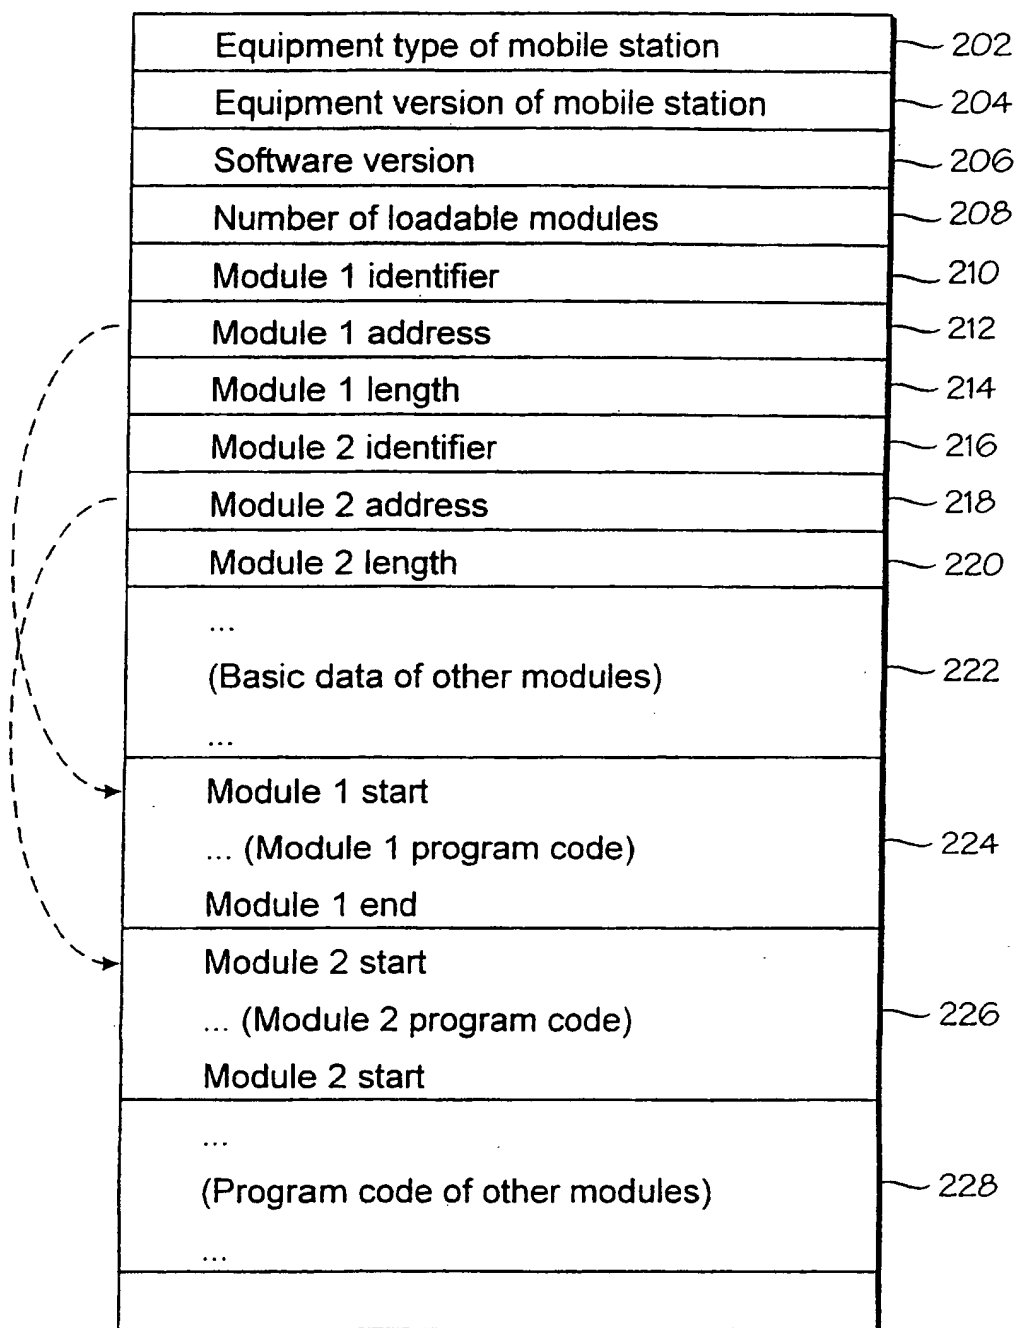 Equipment type of mobile station 202
Equipment version of mobile station 204
Software version 206
Number of loadable modules 208
Module 1 identifier 210
Module 1 address 212
Module 1 length 214
Module 2 identifier 216
Module 2 address 218
Module 2 length 220
...
(Basic data of other modules) 222
...
Module 1 start
... (Module 1 program code) 224
Module 1 end
Module 2 start
... (Module 2 program code) 226
Module 2 start
...
(Program code of other modules) 228
...